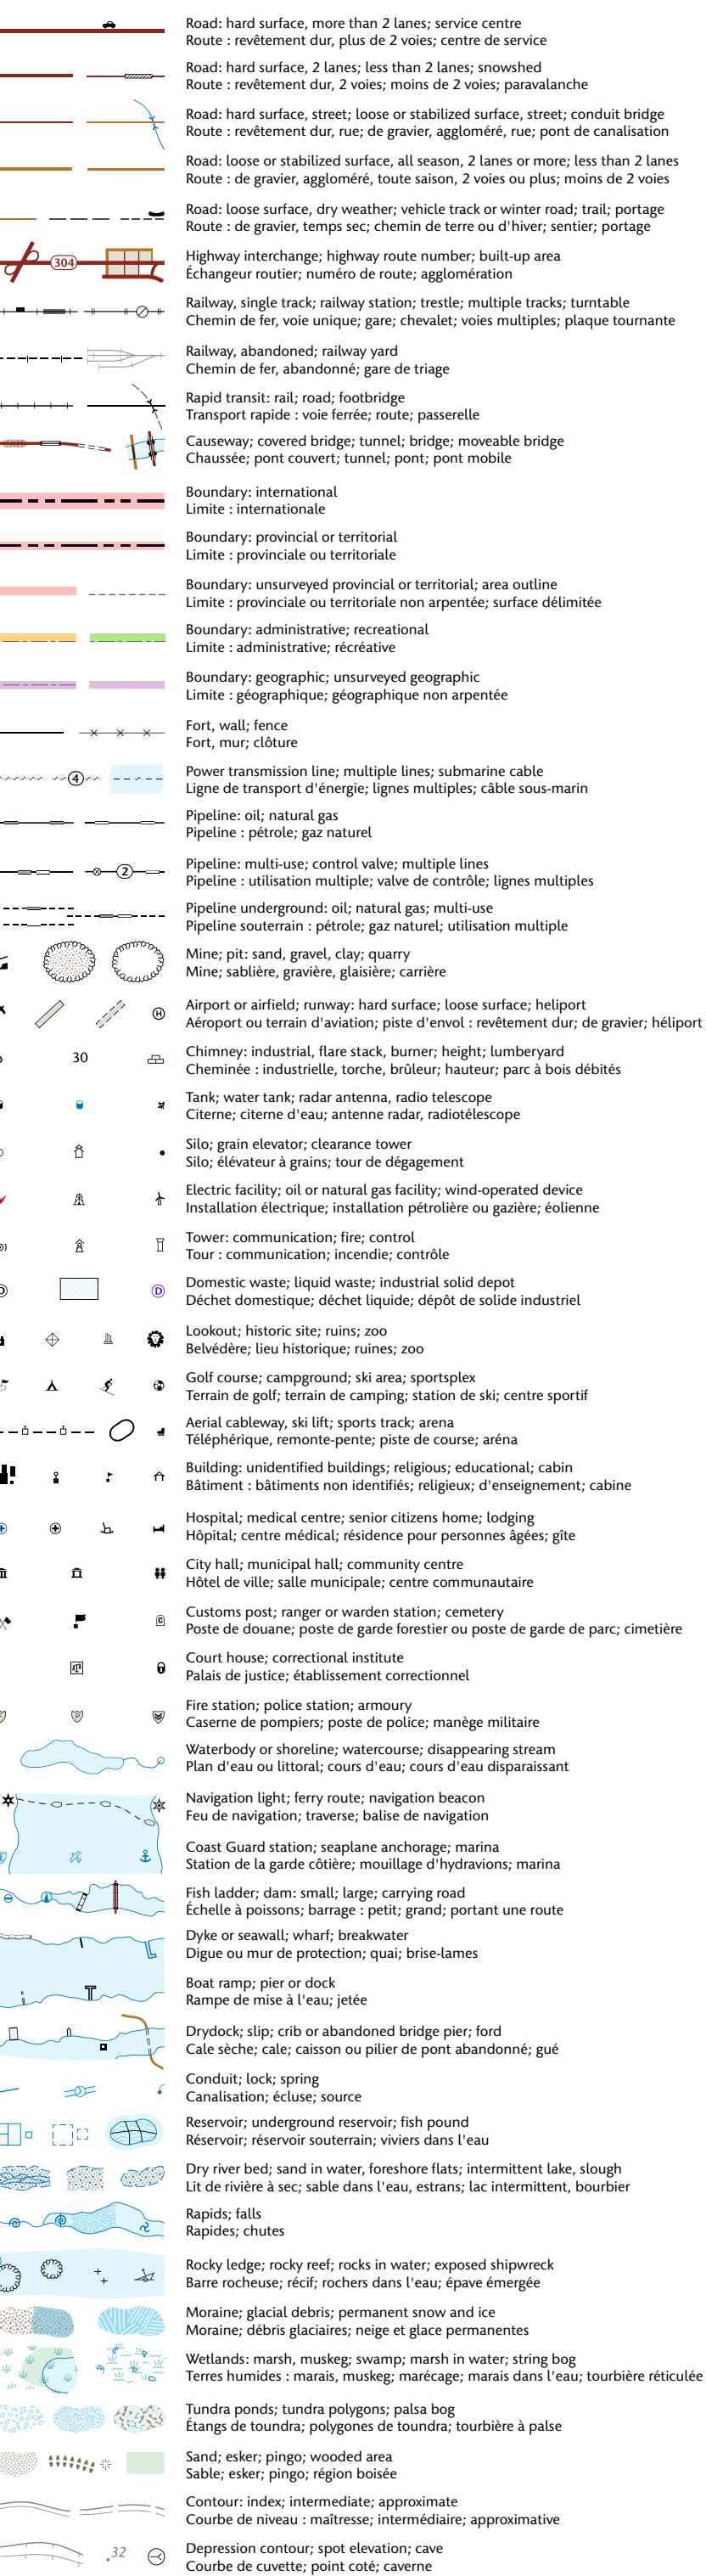 Road: hard surface, more than 2 lanes; service centre
Route : revêtement dur, plus de 2 voies; centre de service
Road: hard surface, 2 lanes; less than 2 lanes; snowshed
Route : revêtement dur, 2 voies; moins de 2 voies; paravalanche
Road: hard surface, street; loose or stabilized surface, street; conduit bridge
Route : revêtement dur, rue; de gravier, aggloméré, rue; pont de canalisation
Road: loose or stabilized surface, all season, 2 lanes or more; less than 2 lanes
Route : de gravier, aggloméré, toute saison, 2 voies ou plus; moins de 2 voies
Road: loose surface, dry weather; vehicle track or winter road; trail; portage
Route : de gravier, temps sec; chemin de terre ou d'hiver; sentier; portage
304
Highway interchange; highway route number; built-up area
Échangeur routier; numéro de route; agglomération
Railway, single track; railway station; trestle; multiple tracks; turntable
Chemin de fer, voie unique; gare; chevalet; voies multiples; plaque tournante
Railway, abandoned; railway yard
Chemin de fer, abandonné; gare de triage
Rapid transit: rail; road; footbridge
Transport rapide : voie ferrée; route; passerelle
Causeway; covered bridge; tunnel; bridge; moveable bridge
Chaussée; pont couvert; tunnel; pont; pont mobile
Boundary: international
Limite : internationale
Boundary: provincial or territorial
Limite : provinciale ou territoriale
Boundary: unsurveyed provincial or territorial; area outline
Limite : provinciale ou territoriale non arpentée; surface délimitée
Boundary: administrative; recreational
Limite : administrative; récréative
Boundary: geographic; unsurveyed geographic
Limite : géographique; géographique non arpentée
Fort, wall; fence
Fort, mur; clôture
4
Power transmission line; multiple lines; submarine cable
Ligne de transport d'énergie; lignes multiples; câble sous-marin
Pipeline: oil; natural gas
Pipeline : pétrole; gaz naturel
2
Pipeline: multi-use; control valve; multiple lines
Pipeline : utilisation multiple; valve de contrôle; lignes multiples
Pipeline underground: oil; natural gas; multi-use
Pipeline souterrain : pétrole; gaz naturel; utilisation multiple
Mine; pit: sand, gravel, clay; quarry
Mine; sablière, gravière, glaisière; carrière
H
Airport or airfield; runway: hard surface; loose surface; heliport
Aéroport ou terrain d'aviation; piste d'envol : revêtement dur; de gravier; héliport
30
Chimney: industrial, flare stack, burner; height; lumberyard
Cheminée : industrielle, torche, brûleur; hauteur; parc à bois débités
Tank; water tank; radar antenna, radio telescope
Citerne; citerne d'eau; antenne radar, radiotélescope
Silo; grain elevator; clearance tower
Silo; élévateur à grains; tour de dégagement
Electric facility; oil or natural gas facility; wind-operated device
Installation électrique; installation pétrolière ou gazière; éolienne
Tower: communication; fire; control
Tour : communication; incendie; contrôle
D
D
Domestic waste; liquid waste; industrial solid depot
Déchet domestique; déchet liquide; dépôt de solide industriel
Lookout; historic site; ruins; zoo
Belvédère; lieu historique; ruines; zoo
Golf course; campground; ski area; sportsplex
Terrain de golf; terrain de camping; station de ski; centre sportif
Aerial cableway, ski lift; sports track; arena
Téléphérique, remonte-pente; piste de course; aréna
Building: unidentified buildings; religious; educational; cabin
Bâtiment : bâtiments non identifiés; religieux; d'enseignement; cabine
Hospital; medical centre; senior citizens home; lodging
Hôpital; centre médical; résidence pour personnes âgées; gîte
City hall; municipal hall; community centre
Hôtel de ville; salle municipale; centre communautaire
C
Customs post; ranger or warden station; cemetery
Poste de douane; poste de garde forestier ou poste de garde de parc; cimetière
Court house; correctional institute
Palais de justice; établissement correctionnel
P
Fire station; police station; armoury
Caserne de pompiers; poste de police; manège militaire
Waterbody or shoreline; watercourse; disappearing stream
Plan d'eau ou littoral; cours d'eau; cours d'eau disparaissant
Navigation light; ferry route; navigation beacon
Feu de navigation; traverse; balise de navigation
Coast Guard station; seaplane anchorage; marina
Station de la garde côtière; mouillage d'hydravions; marina
Fish ladder; dam: small; large; carrying road
Échelle à poissons; barrage : petit; grand; portant une route
Dyke or seawall; wharf; breakwater
Digue ou mur de protection; quai; brise-lames
Boat ramp; pier or dock
Rampe de mise à l'eau; jetée
Drydock; slip; crib or abandoned bridge pier; ford
Cale sèche; cale; caisson ou pilier de pont abandonné; gué
Conduit; lock; spring
Canalisation; écluse; source
Reservoir; underground reservoir; fish pound
Réservoir; réservoir souterrain; viviers dans l'eau
Dry river bed; sand in water, foreshore flats; intermittent lake, slough
Lit de rivière à sec; sable dans l'eau, estrans; lac intermittent, bourbier
Rapids; falls
Rapides; chutes
Rocky ledge; rocky reef; rocks in water; exposed shipwreck
Barre rocheuse; récif; rochers dans l'eau; épave émergée
Moraine; glacial debris; permanent snow and ice
Moraine; débris glaciaires; neige et glace permanentes
Wetlands: marsh, muskeg; swamp; marsh in water; string bog
Terres humides : marais, muskeg; marécage; marais dans l'eau; tourbière réticulée
Tundra ponds; tundra polygons; palsa bog
Étangs de toundra; polygones de toundra; tourbière à palse
Sand; esker; pingo; wooded area
Sable; esker; pingo; région boisée
Contour: index; intermediate; approximate
Courbe de niveau : maîtresse; intermédiaire; approximative
.32
Depression contour; spot elevation; cave
Courbe de cuvette; point coté; caverne